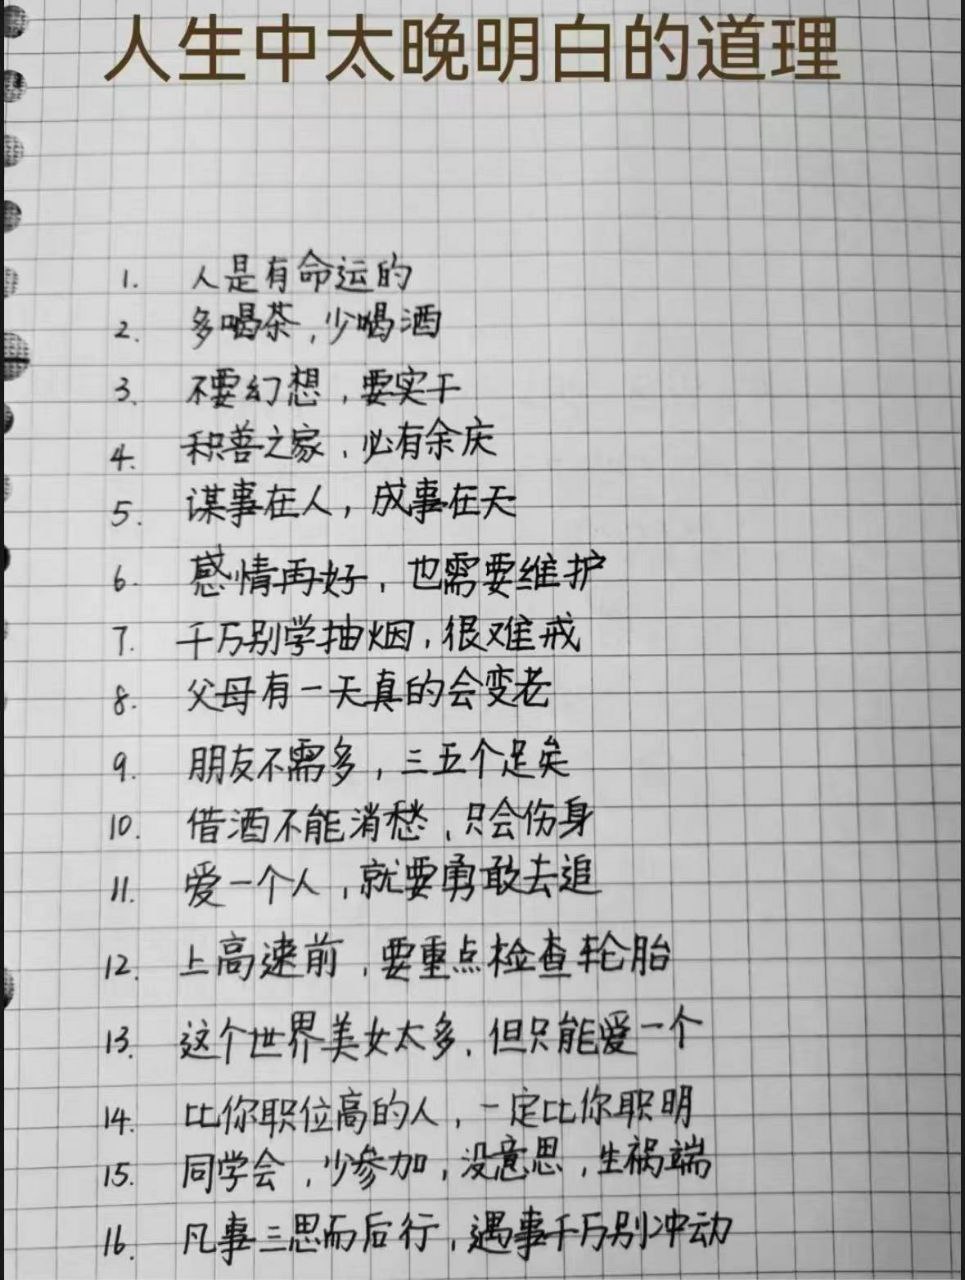 人生中太晚明白的道理
1. 人是有命运的
2. 多喝茶，少喝酒
3. 不要幻想，要实干
4. 积善之家，必有余庆
5. 谋事在人，成事在天
6. 感情再好，也需要维护
7. 千万别学抽烟，很难戒
8. 父母有一天真的会变老
9. 朋友不需多，三五个足矣
10. 借酒不能消愁，只会伤身
11. 爱一个人，就要勇敢去追
12. 上高速前，要重点检查轮胎
13. 这个世界美女太多，但只能爱一个
14. 比你职位高的人，一定比你职明
15. 同学会，少参加，没意思，生祸端
16. 凡事三思而后行，遇事千万别冲动